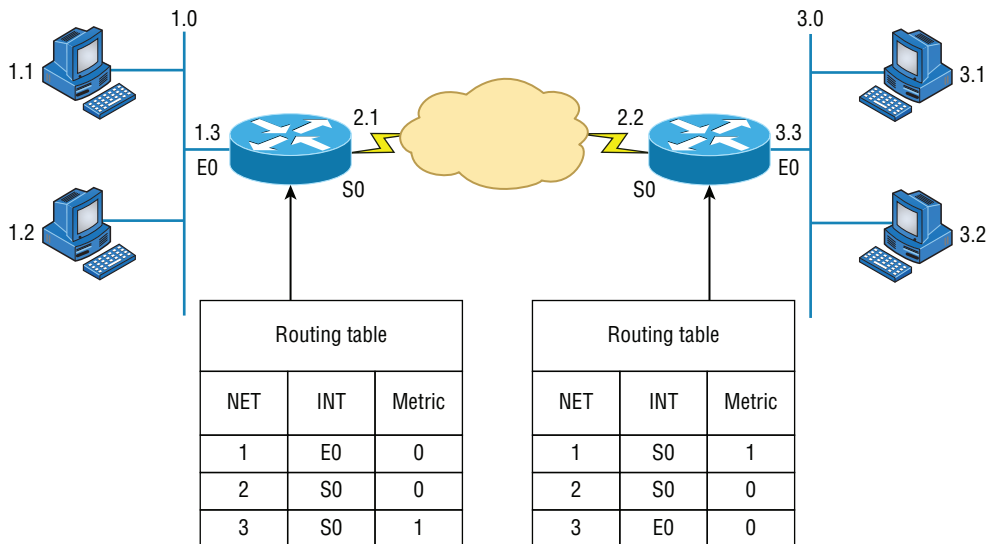 1.0
3.0
1.1
3.1
1.3
2.1
2.2
3.3
E0
S0
S0
E0
1.2
3.2
Routing table
NET INT Metric
1 E0 0
2 S0 0
3 S0 1
Routing table
NET INT Metric
1 S0 1
2 S0 0
3 E0 0